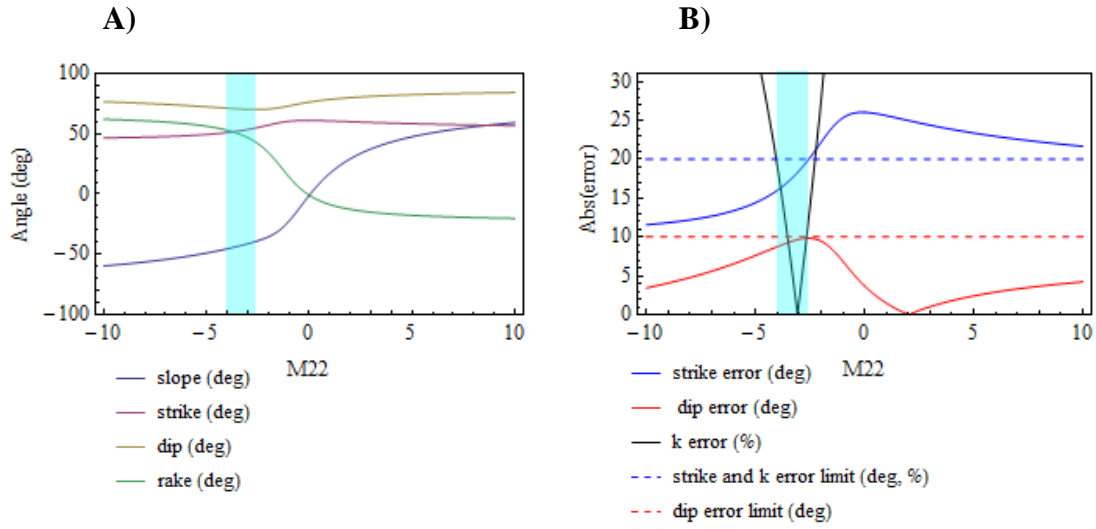 A)
B)
100
50
0
−50
−100
Angle (deg)
−10
−5
0
5
10
M22
slope (deg)
strike (deg)
dip (deg)
rake (deg)
30
25
20
15
10
5
0
Abs(error)
−10
−5
0
5
10
M22
strike error (deg)
dip error (deg)
k error (%)
strike and k error limit (deg, %)
dip error limit (deg)